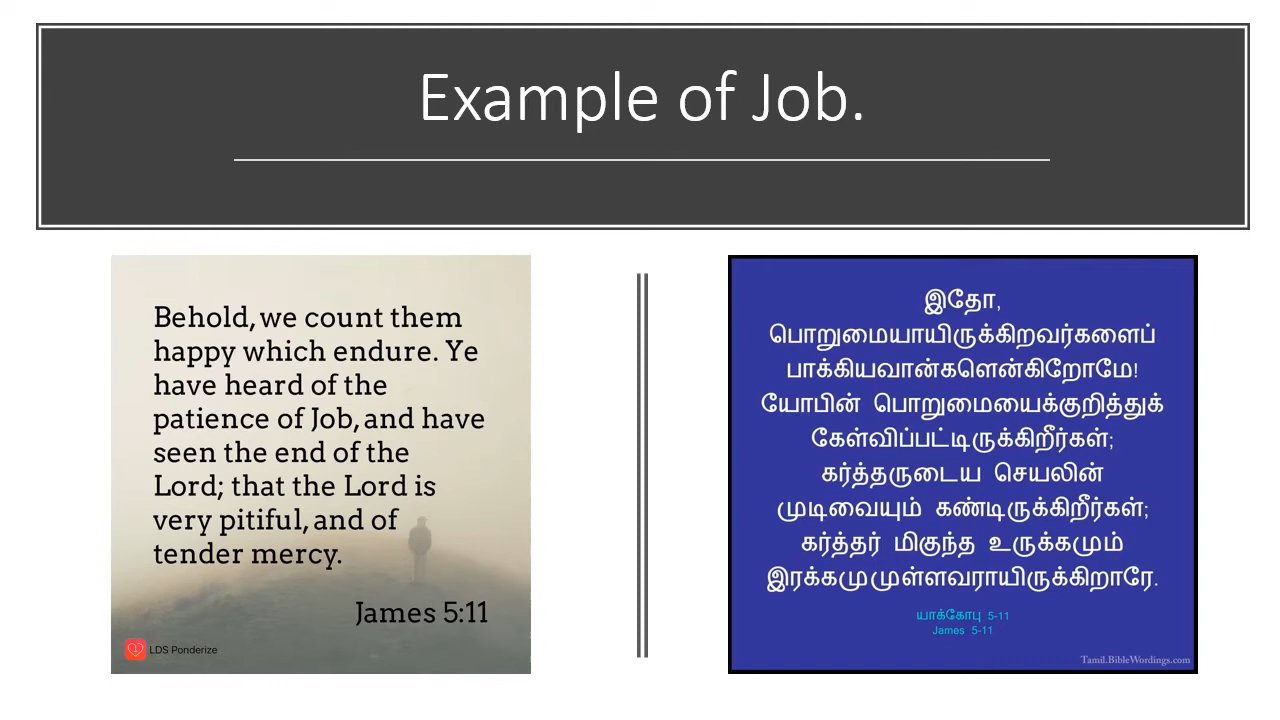 Example of Job.
Behold, we count them
happy which endure. Ye
have heard of the
patience of Job, and have
seen the end of the
Lord; that the Lord is
very pitiful, and of
tender mercy.
James 5:11
LDS Ponderize
இதோ,
பொறுமையாயிருக்கிறவர்களைப்
பாக்கியவான்களென்கிறோமே!
யோபின் பொறுமையைக்குறித்துக்
கேள்விப்பட்டிருக்கிறீர்கள்;
கர்த்தருடைய செயலின்
முடிவையும் கண்டிருக்கிறீர்கள்;
கர்த்தர் மிகுந்த உருக்கமும்
இரக்கமுமுள்ளவராயிருக்கிறாரே.
யாக்கோபு 5-11
James 5-11
Tamil.BibleWordings.com